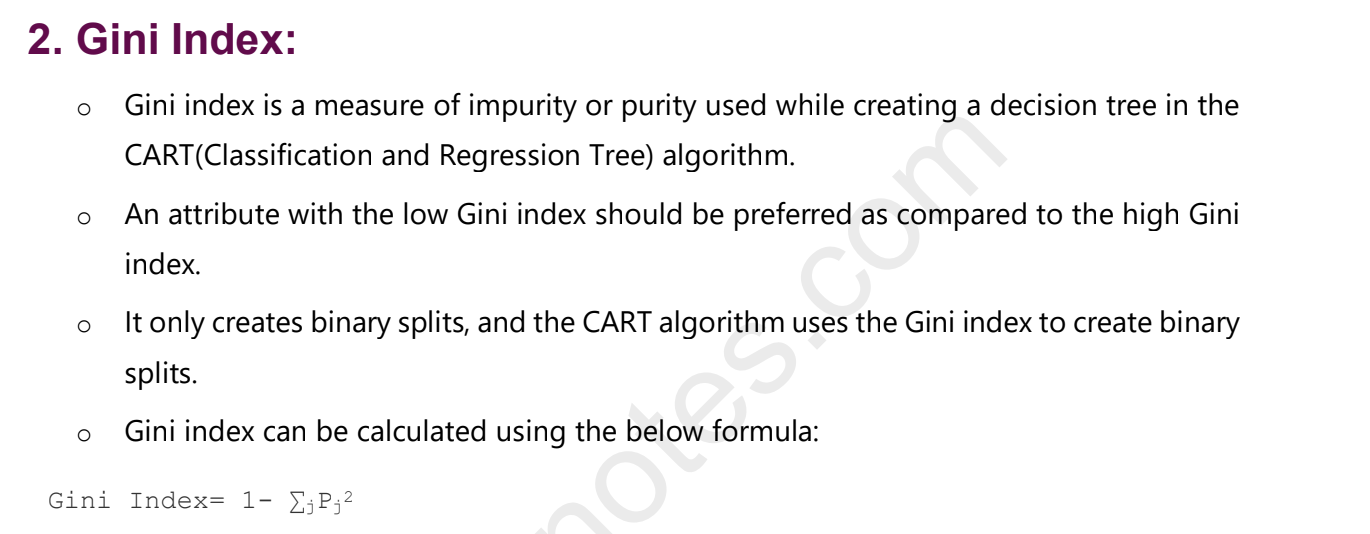 2. Gini Index:
o Gini index is a measure of impurity or purity used while creating a decision tree in the
CART(Classification and Regression Tree) algorithm.
o An attribute with the low Gini index should be preferred as compared to the high Gini
index.
o It only creates binary splits, and the CART algorithm uses the Gini index to create binary
splits.
o Gini index can be calculated using the below formula:
Gini Index= 1- ∑ⱼPⱼ²
notes.com